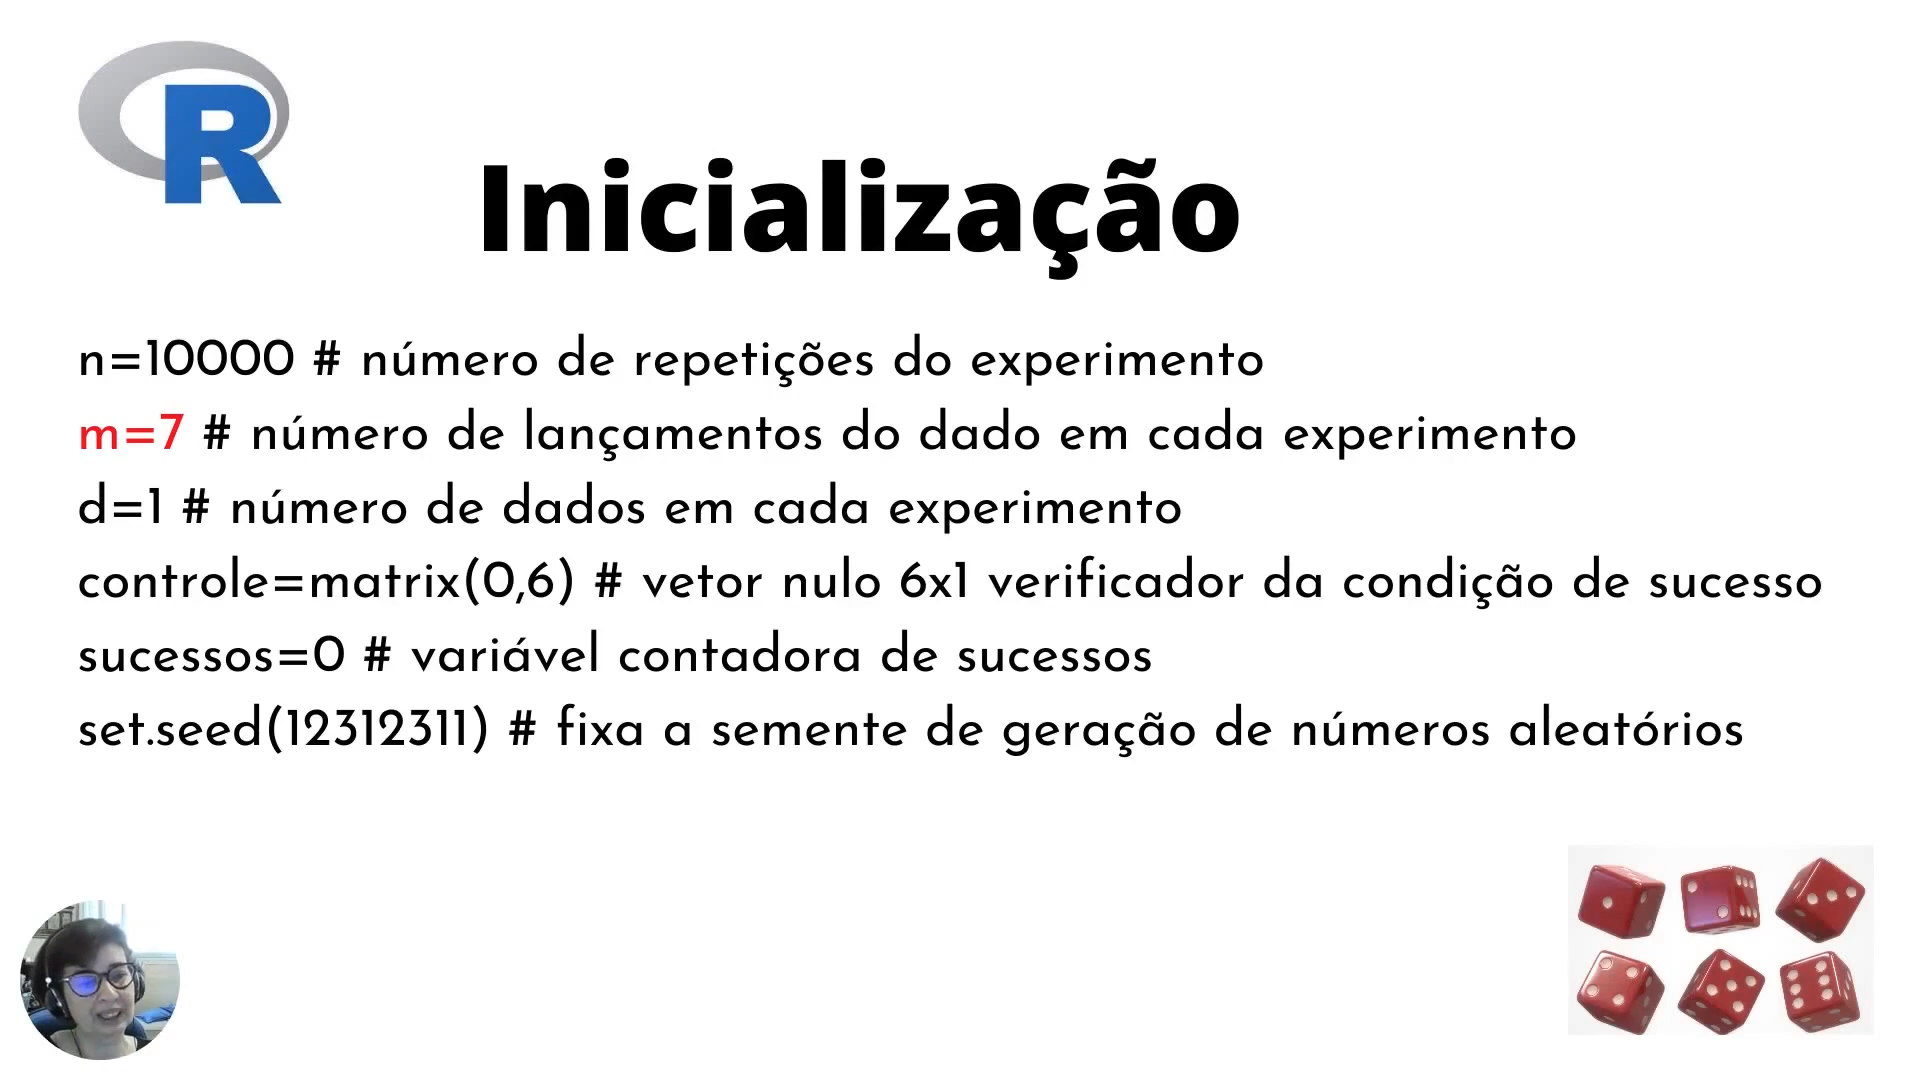 R
Inicialização
n=10000 # número de repetições do experimento
m=7 # número de lançamentos do dado em cada experimento
d=1 # número de dados em cada experimento
controle=matrix(0,6) # vetor nulo 6x1 verificador da condição de sucesso
sucessos=0 # variável contadora de sucessos
set.seed(12312311) # fixa a semente de geração de números aleatórios